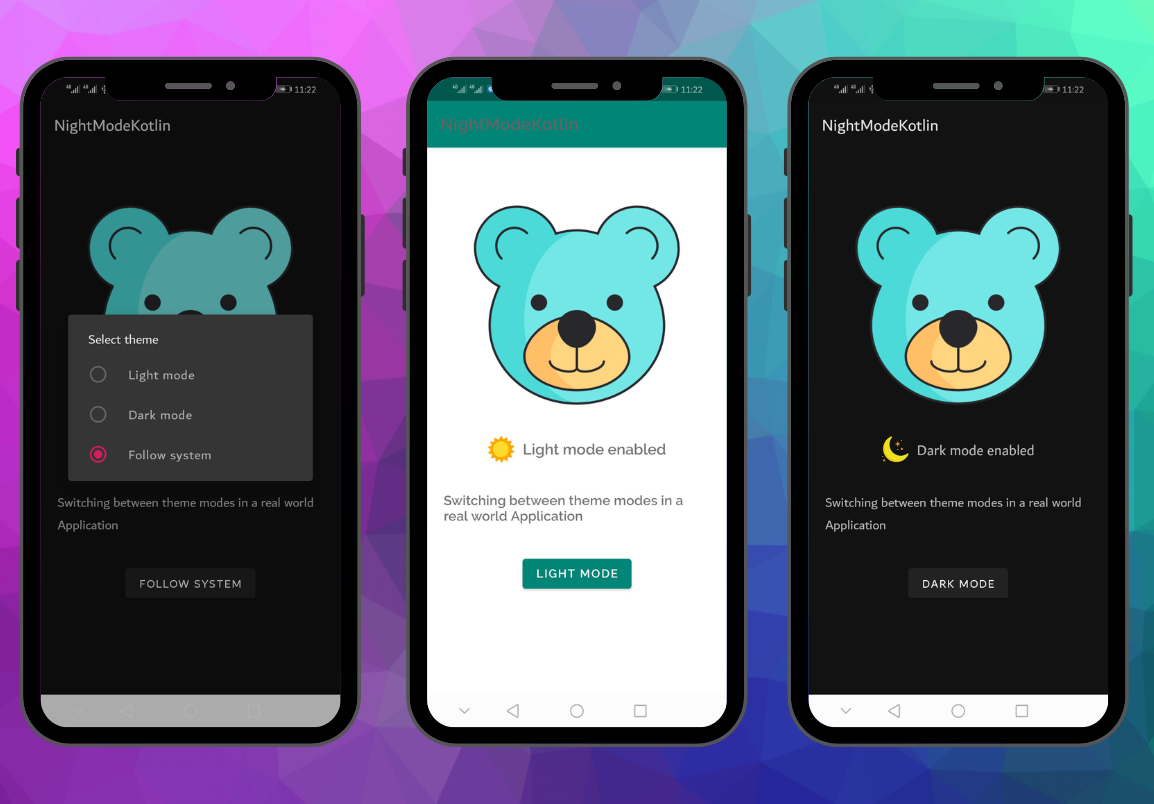 11:22
NightModeKotlin
Select theme
Light mode
Dark mode
Follow system
Switching between theme modes in a real world
Application
FOLLOW SYSTEM
11:22
NightModeKotlin
Light mode enabled
Switching between theme modes in a
real world Application
LIGHT MODE
11:22
NightModeKotlin
Dark mode enabled
Switching between theme modes in a real world
Application
DARK MODE